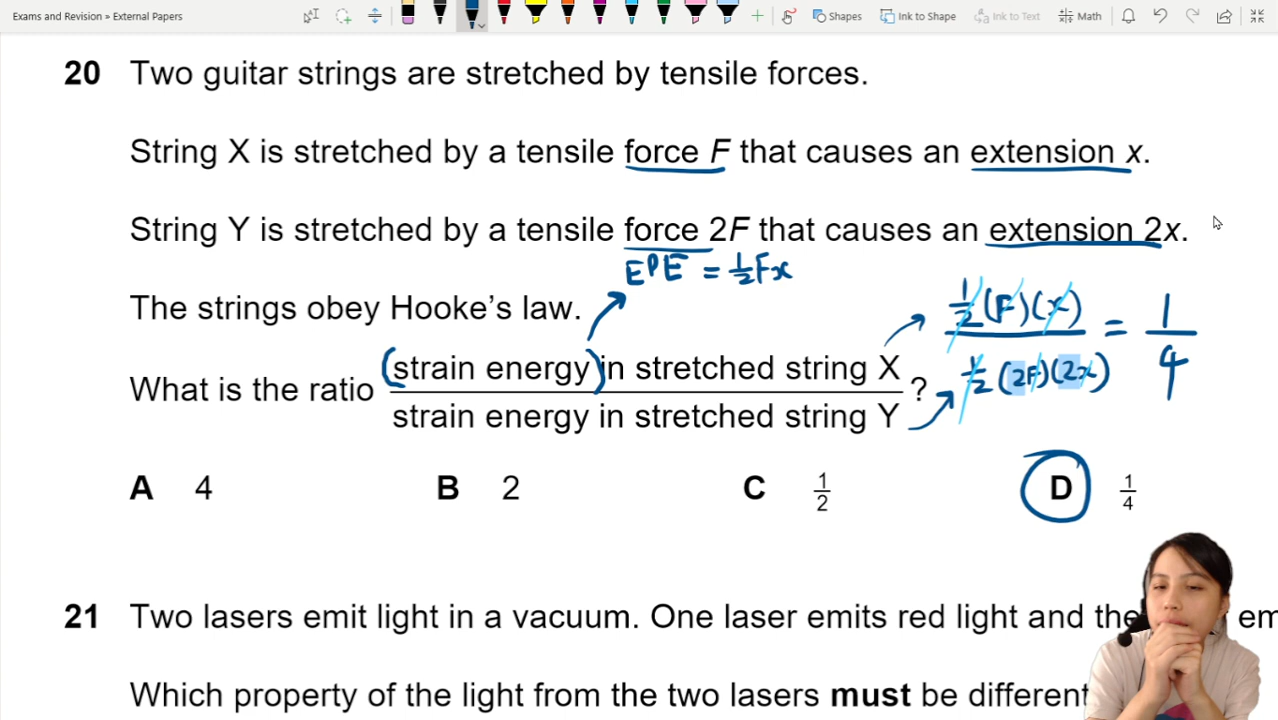 Exams and Revision » External Papers
Shapes
Ink to Shape
Ink to Text
Math
20 Two guitar strings are stretched by tensile forces.
String X is stretched by a tensile force F that causes an extension x.
String Y is stretched by a tensile force 2F that causes an extension 2x.
EPE = 1/2 Fx
The strings obey Hooke's law.
What is the ratio (strain energy) in stretched string X / strain energy in stretched string Y ?
1/2 (F)(x) / 1/2 (2F)(2x) = 1/4
A 4 B 2 C 1/2 D 1/4
21 Two lasers emit light in a vacuum. One laser emits red light and the em
Which property of the light from the two lasers must be different